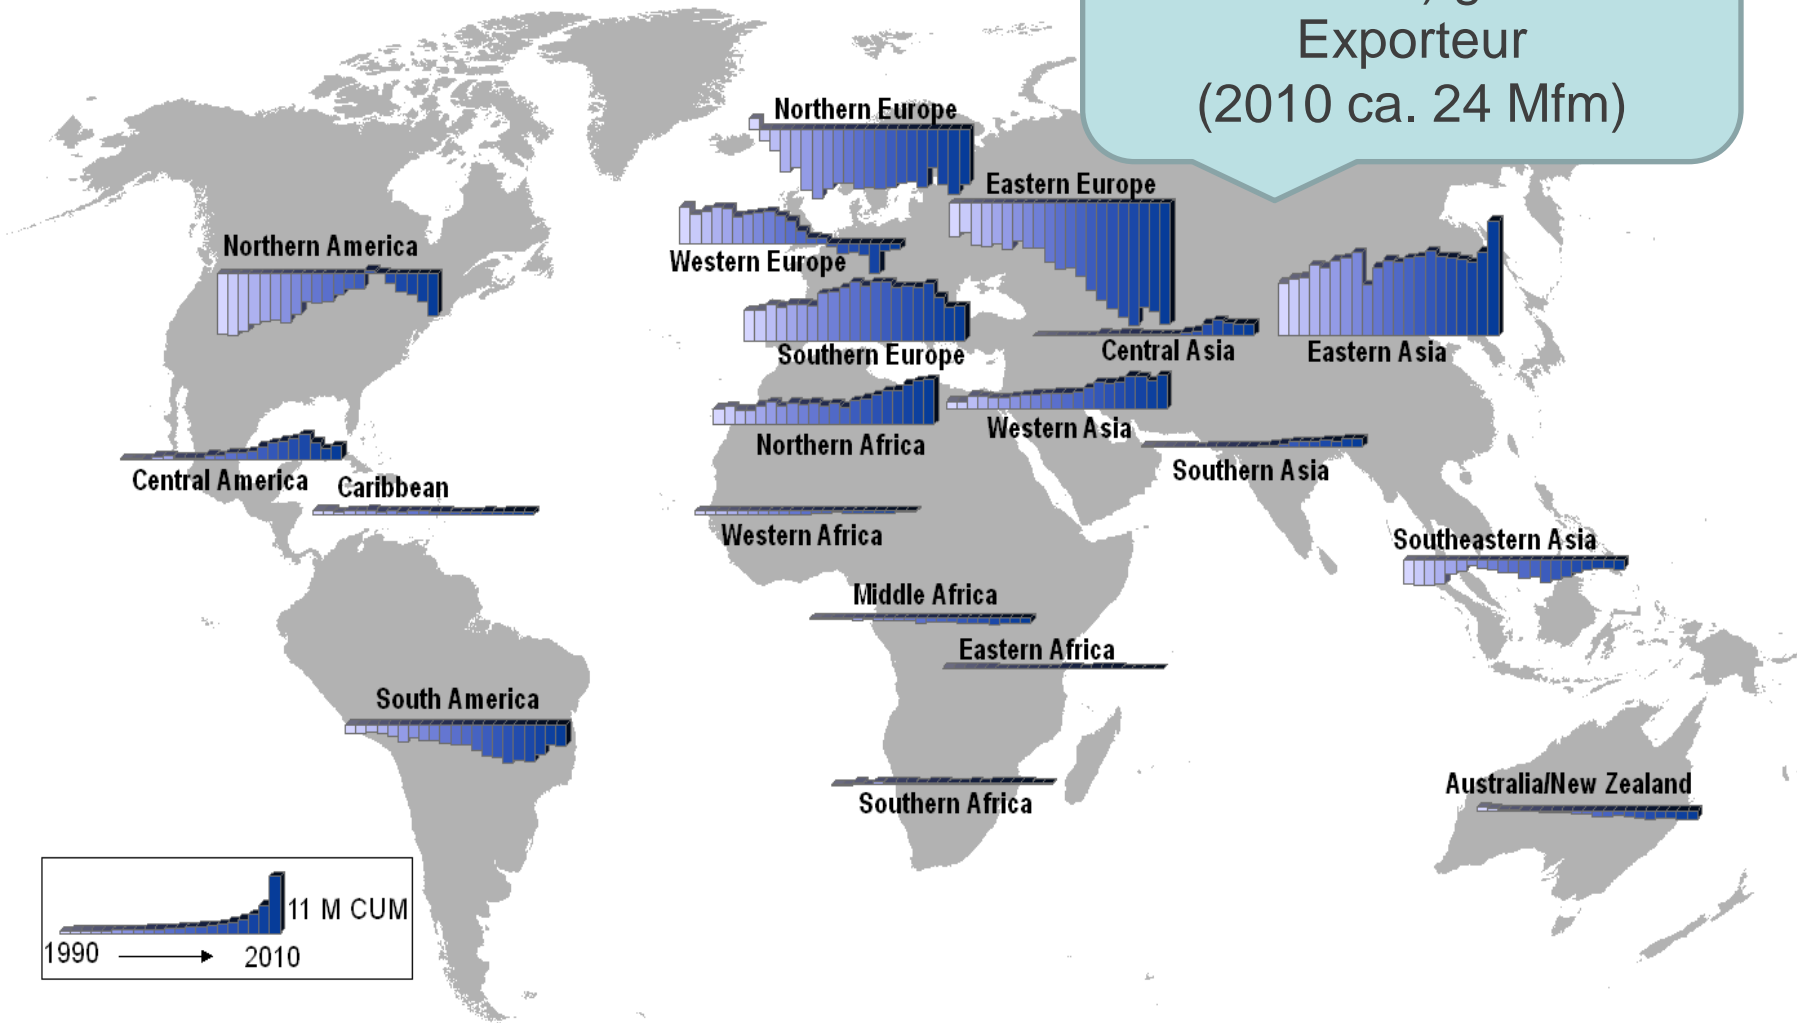 Exporteur
(2010 ca. 24 Mfm)
Northern Europe
Eastern Europe
Northern America
Western Europe
Southern Europe
Central Asia
Eastern Asia
Northern Africa
Western Asia
Southern Asia
Central America
Caribbean
Western Africa
Southeastern Asia
Middle Africa
Eastern Africa
South America
Southern Africa
Australia/New Zealand
11 M CUM
1990
2010